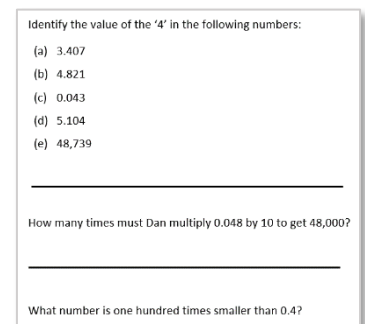 Identify the value of the ‘4’ in the following numbers:
(a) 3.407
(b) 4.821
(c) 0.043
(d) 5.104
(e) 48,739
How many times must Dan multiply 0.048 by 10 to get 48,000?
What number is one hundred times smaller than 0.4?